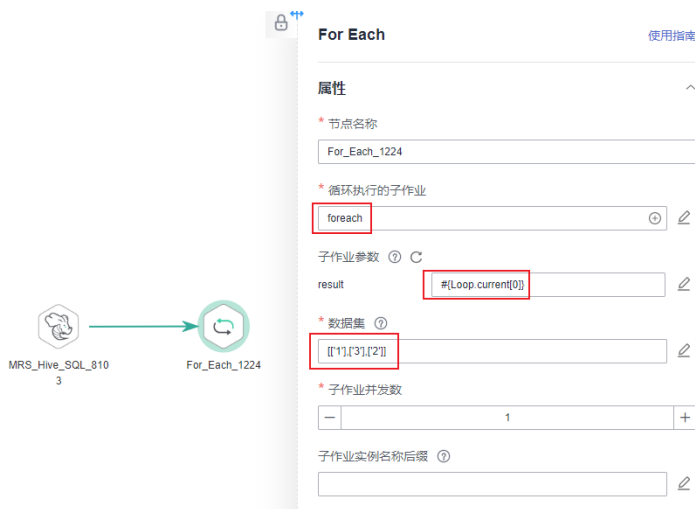 For Each
使用指南
属性
* 节点名称
For_Each_1224
* 循环执行的子作业
foreach
子作业参数
result
#{Loop.current[0]}
* 数据集
[['1'],['3'],['2']]
* 子作业并发数
1
子作业实例名称后缀
MRS_Hive_SQL_810
3
For_Each_1224